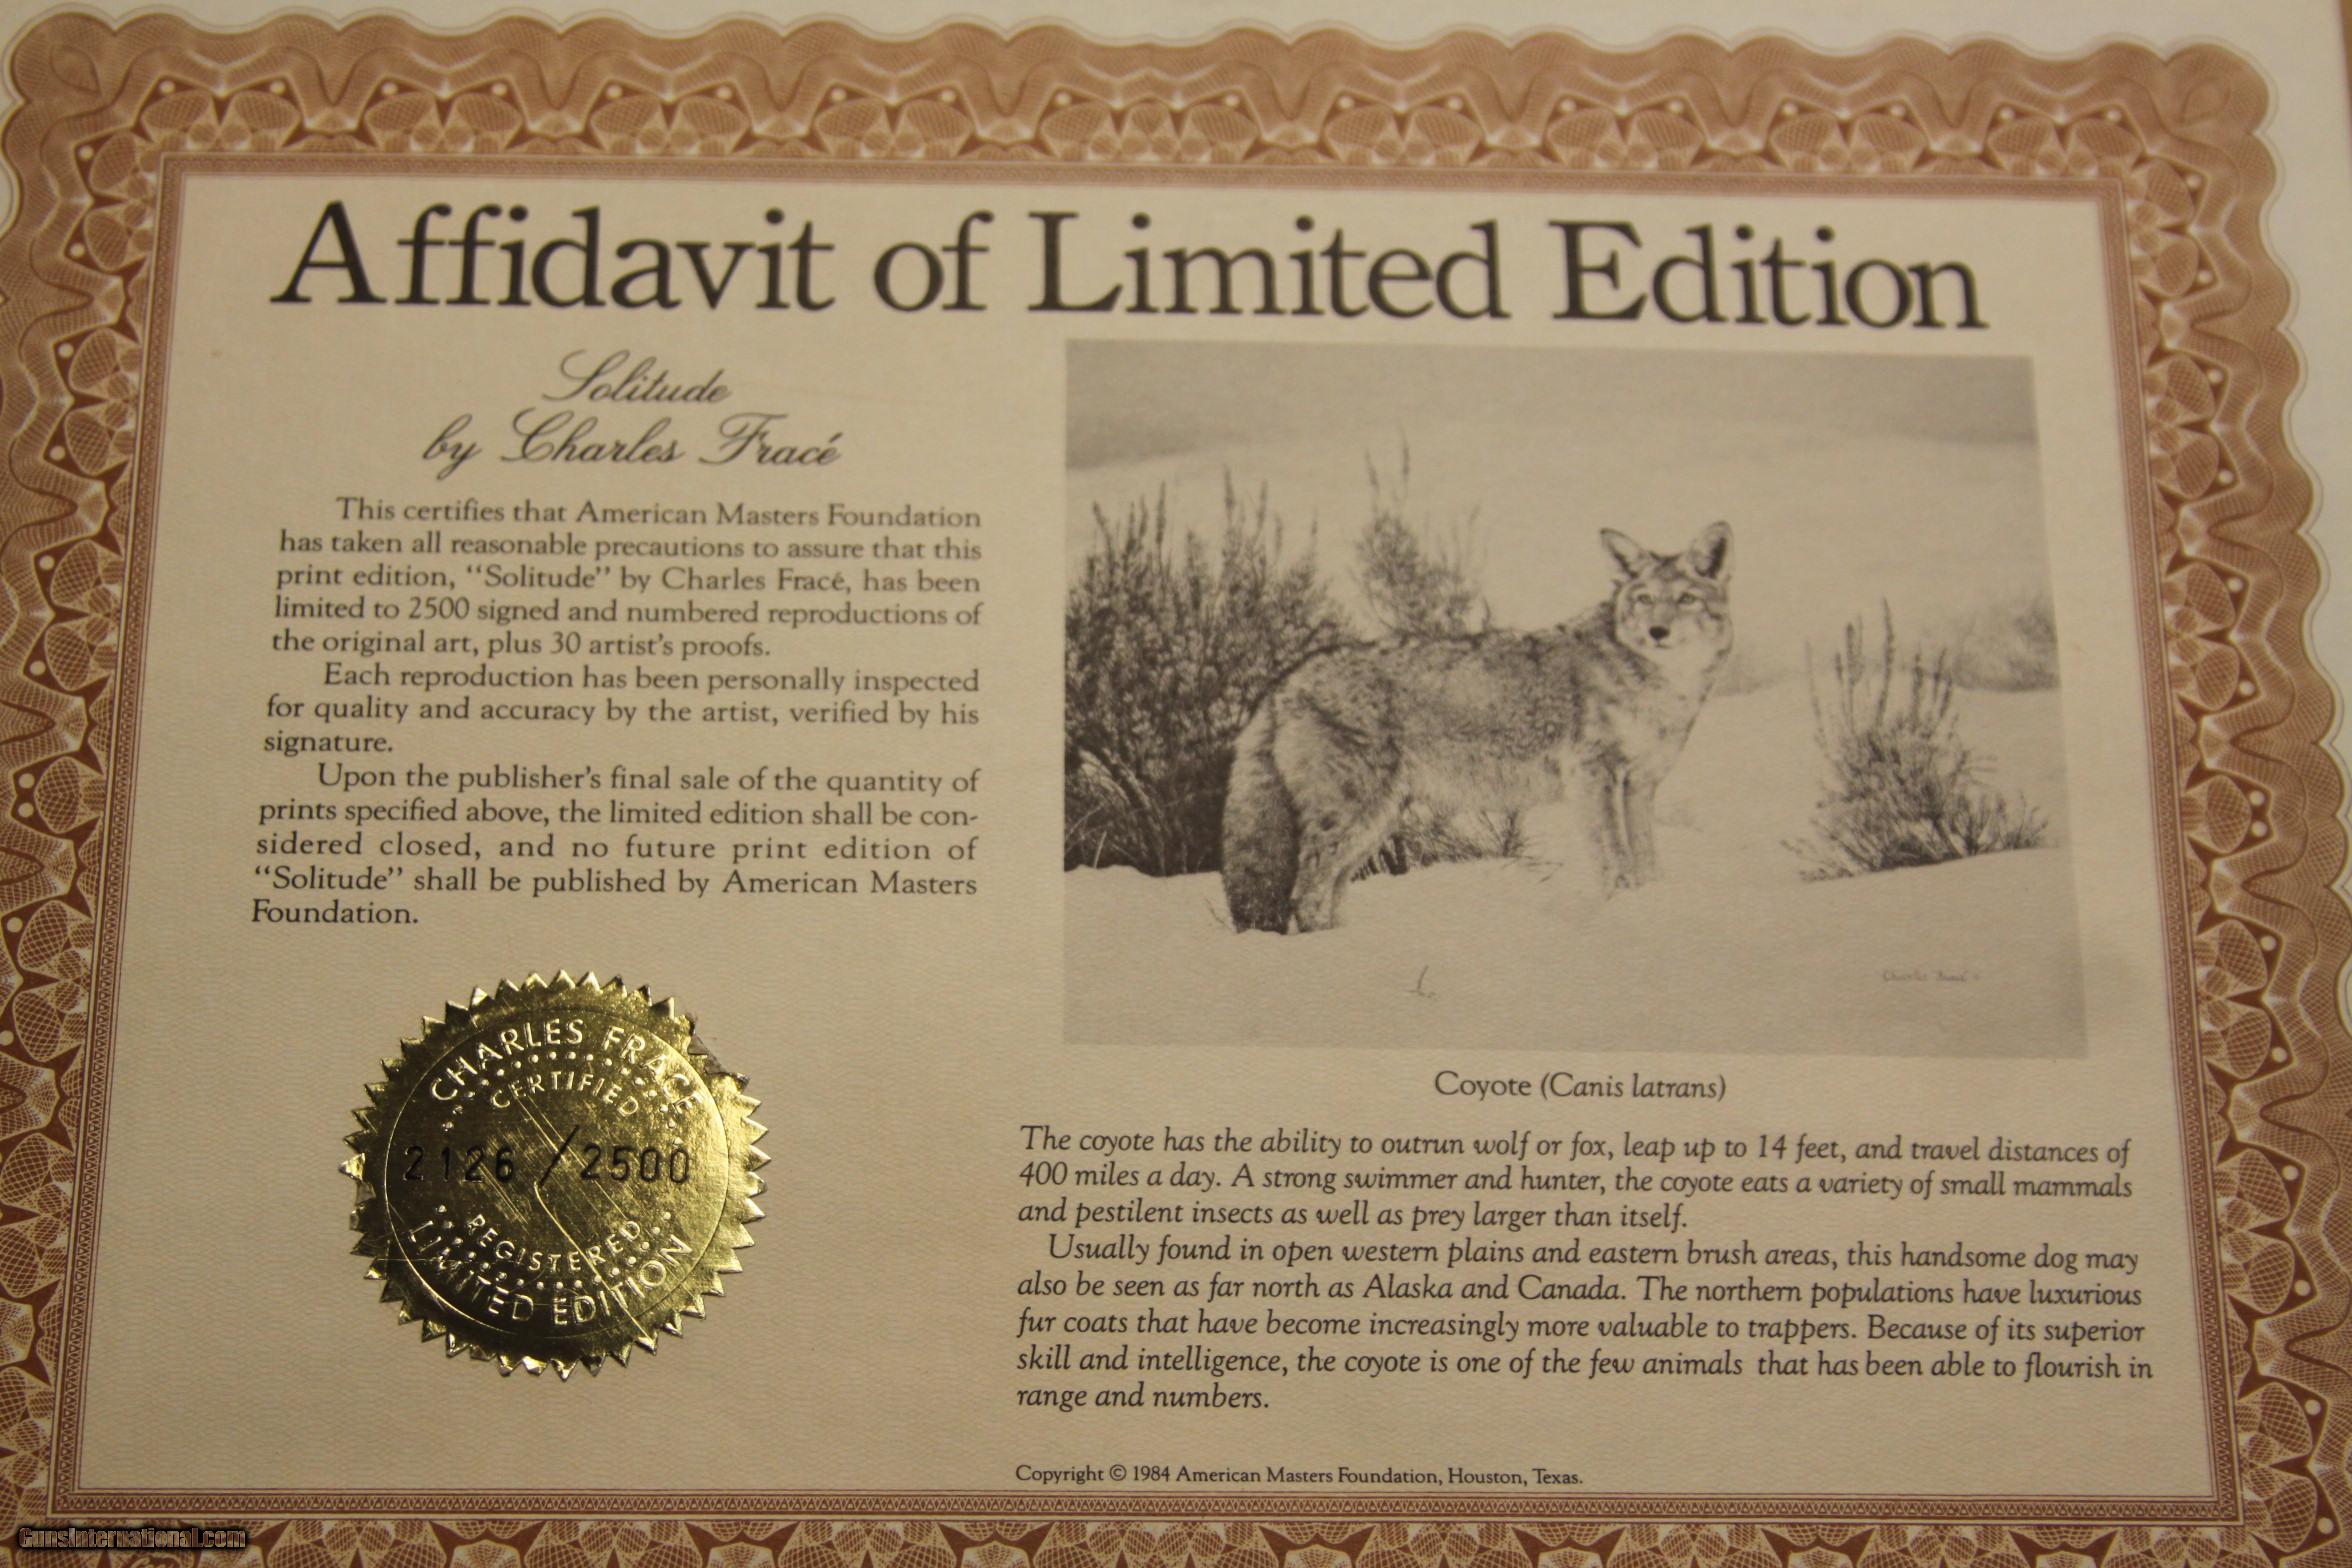 Affidavit of Limited Edition
Solitude
by Charles Fracé
This certifies that American Masters Foundation
has taken all reasonable precautions to assure that this
print edition, “Solitude” by Charles Fracé, has been
limited to 2500 signed and numbered reproductions of
the original art, plus 30 artist's proofs.
Each reproduction has been personally inspected
for quality and accuracy by the artist, verified by his
signature.
Upon the publisher's final sale of the quantity of
prints specified above, the limited edition shall be con-
sidered closed, and no future print edition of
“Solitude” shall be published by American Masters
Foundation.
CHARLES FRACE
CERTIFIED
2126 / 2500
REGISTERED
LIMITED EDITION
Charles Fracé
Coyote (Canis latrans)
The coyote has the ability to outrun wolf or fox, leap up to 14 feet, and travel distances of
400 miles a day. A strong swimmer and hunter, the coyote eats a variety of small mammals
and pestilent insects as well as prey larger than itself.
Usually found in open western plains and eastern brush areas, this handsome dog may
also be seen as far north as Alaska and Canada. The northern populations have luxurious
fur coats that have become increasingly more valuable to trappers. Because of its superior
skill and intelligence, the coyote is one of the few animals that has been able to flourish in
range and numbers.
Copyright © 1984 American Masters Foundation, Houston, Texas.
GunsInternational.com